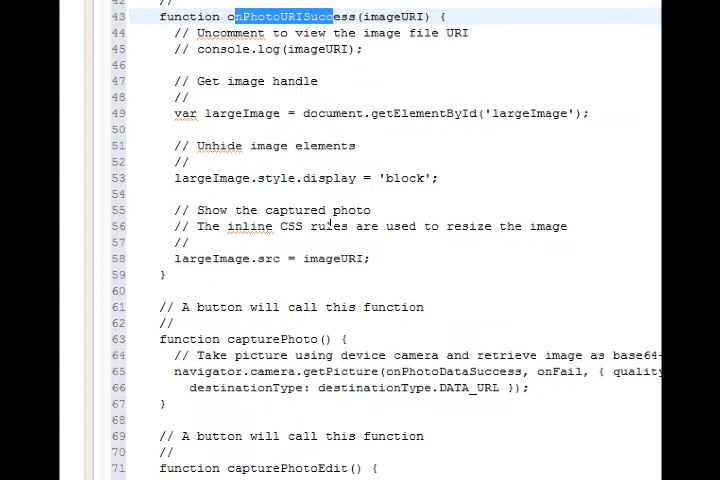 42 //
43 function onPhotoURISuccess(imageURI) {
44 // Uncomment to view the image file URI
45 // console.log(imageURI);
46
47 // Get image handle
48 //
49 var largeImage = document.getElementById('largeImage');
50
51 // Unhide image elements
52 //
53 largeImage.style.display = 'block';
54
55 // Show the captured photo
56 // The inline CSS rules are used to resize the image
57 //
58 largeImage.src = imageURI;
59 }
60
61 // A button will call this function
62 //
63 function capturePhoto() {
64 // Take picture using device camera and retrieve image as base64-
65 navigator.camera.getPicture(onPhotoDataSuccess, onFail, { quality
66 destinationType: destinationType.DATA_URL });
67 }
68
69 // A button will call this function
70 //
71 function capturePhotoEdit() {